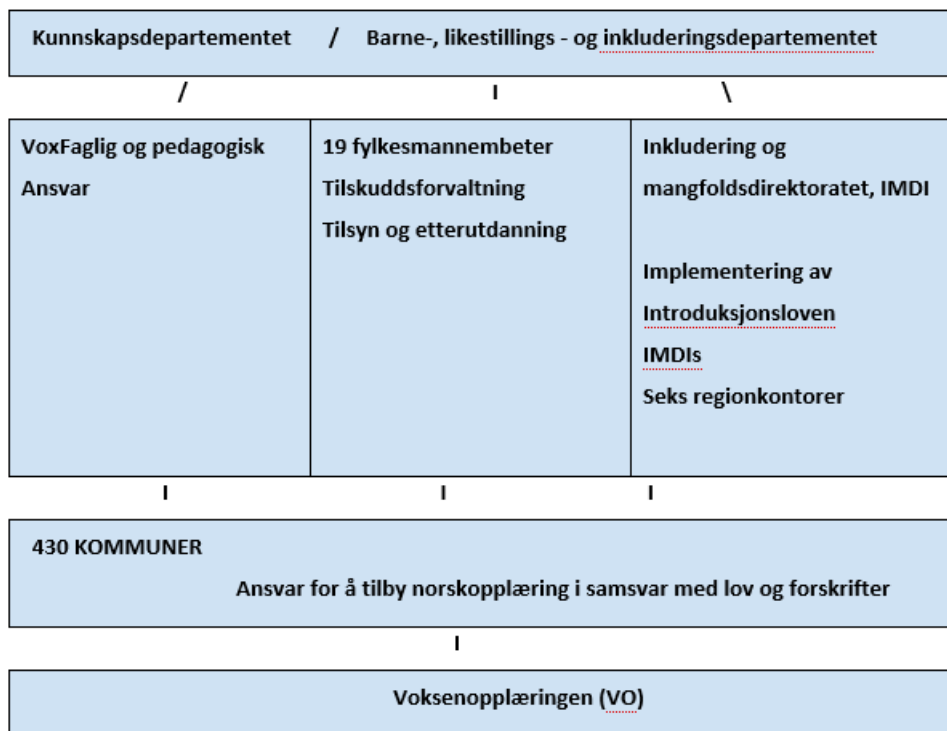 Kunnskapsdepartementet / Barne-, likestillings - og inkluderingsdepartementet
/ I \
VoxFaglig og pedagogisk
Ansvar
19 fylkesmannembeter
Tilskuddsforvaltning
Tilsyn og etterutdanning
Inkludering og
mangfoldsdirektoratet, IMDI
Implementering av
Introduksjonsloven
IMDIs
Seks regionkontorer
I I I
430 KOMMUNER
Ansvar for å tilby norskopplæring i samsvar med lov og forskrifter
I
Voksenopplæringen (VO)